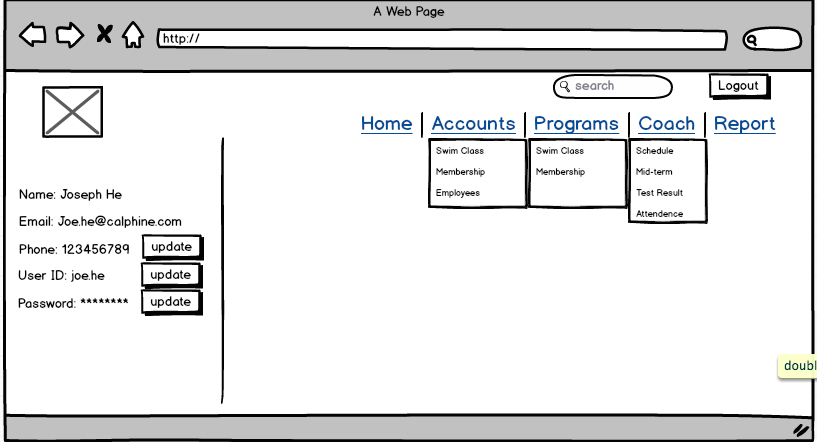 A Web Page
http://
search
Logout
Home Accounts Programs Coach Report
Swim Class
Membership
Employees
Swim Class
Membership
Schedule
Mid-term
Test Result
Attendence
Name: Joseph He
Email: Joe.he@calphine.com
Phone: 123456789 update
User ID: joe.he update
Password: ******** update
doubl